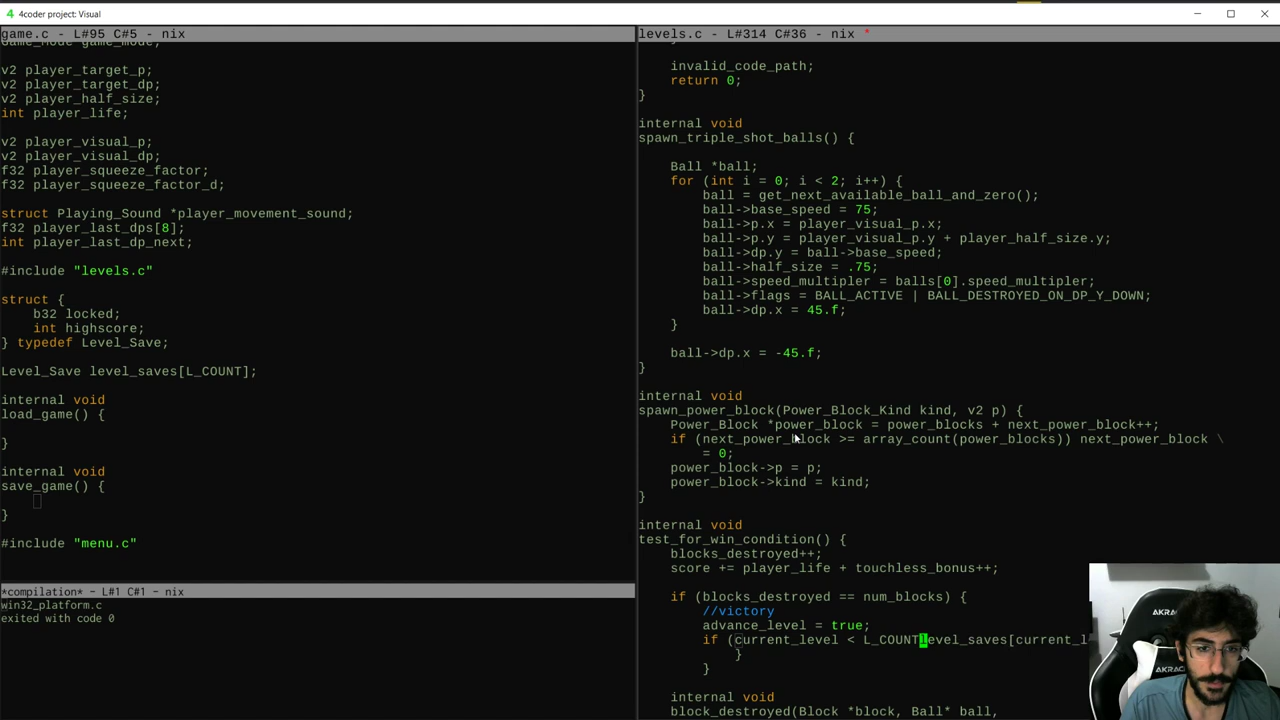 4 4coder project: Visual
game.c - L#95 C#5 - nix
Game_Mode game_mode;
v2 player_target_p;
v2 player_target_dp;
v2 player_half_size;
int player_life;
v2 player_visual_p;
v2 player_visual_dp;
f32 player_squeeze_factor;
f32 player_squeeze_factor_d;
struct Playing_Sound *player_movement_sound;
f32 player_last_dps[8];
int player_last_dp_next;
#include "levels.c"
struct {
b32 locked;
int highscore;
} typedef Level_Save;
Level_Save level_saves[L_COUNT];
internal void
load_game() {
}
internal void
save_game() {
}
#include "menu.c"
*compilation* - L#1 C#1 - nix
win32_platform.c
exited with code 0
levels.c - L#314 C#36 - nix *
invalid_code_path;
return 0;
}
internal void
spawn_triple_shot_balls() {
Ball *ball;
for (int i = 0; i < 2; i++) {
ball = get_next_available_ball_and_zero();
ball->base_speed = 75;
ball->p.x = player_visual_p.x;
ball->p.y = player_visual_p.y + player_half_size.y;
ball->dp.y = ball->base_speed;
ball->half_size = .75;
ball->speed_multipler = balls[0].speed_multipler;
ball->flags = BALL_ACTIVE | BALL_DESTROYED_ON_DP_Y_DOWN;
ball->dp.x = 45.f;
}
ball->dp.x = -45.f;
}
internal void
spawn_power_block(Power_Block_Kind kind, v2 p) {
Power_Block *power_block = power_blocks + next_power_block++;
if (next_power_block >= array_count(power_blocks)) next_power_block \
= 0;
power_block->p = p;
power_block->kind = kind;
}
internal void
test_for_win_condition() {
blocks_destroyed++;
score += player_life + touchless_bonus++;
if (blocks_destroyed == num_blocks) {
//victory
advance_level = true;
if (current_level < L_COUNTlevel_saves[current_l
}
}
internal void
block_destroyed(Block *block, Ball* ball,
AKRAC
AK